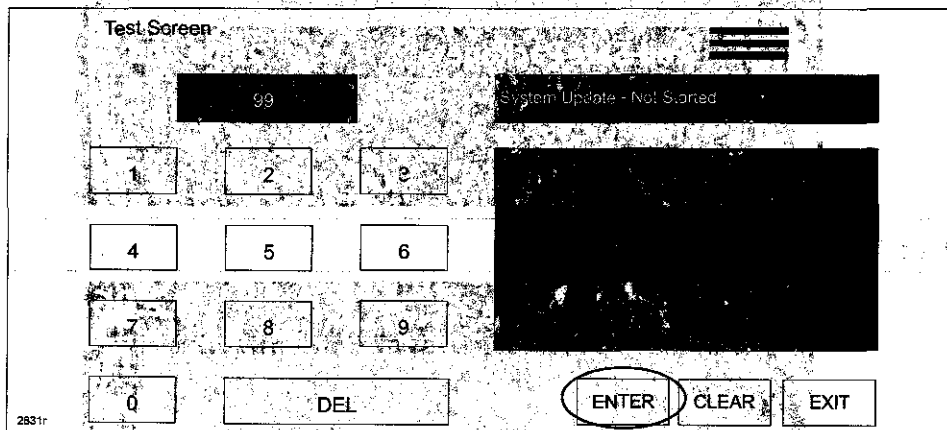 Test Screen
99
System Update - Not Started
1 2 3
4 5 6
7 8 9
0 DEL ENTER CLEAR EXIT
2831r